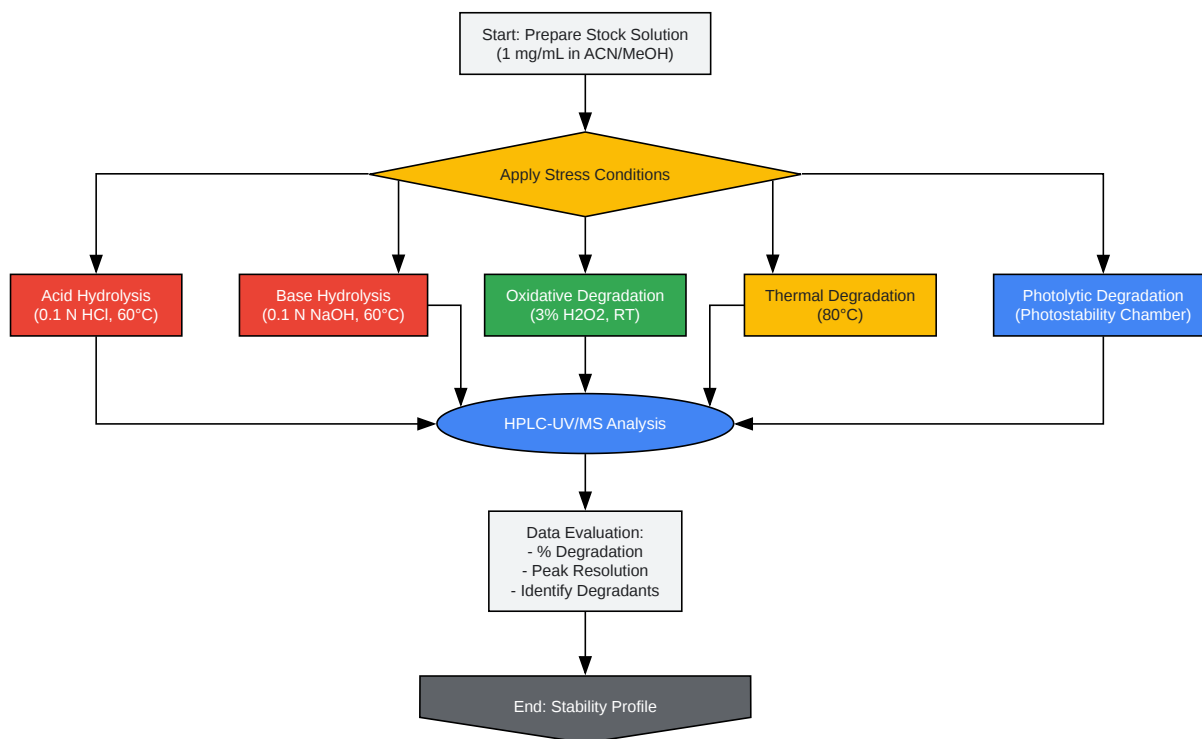 Start: Prepare Stock Solution
(1 mg/mL in ACN/MeOH)
Apply Stress Conditions
Acid Hydrolysis
(0.1 N HCl, 60°C)
Base Hydrolysis
(0.1 N NaOH, 60°C)
Oxidative Degradation
(3% H2O2, RT)
Thermal Degradation
(80°C)
Photolytic Degradation
(Photostability Chamber)
HPLC-UV/MS Analysis
Data Evaluation:
- % Degradation
- Peak Resolution
- Identify Degradants
End: Stability Profile